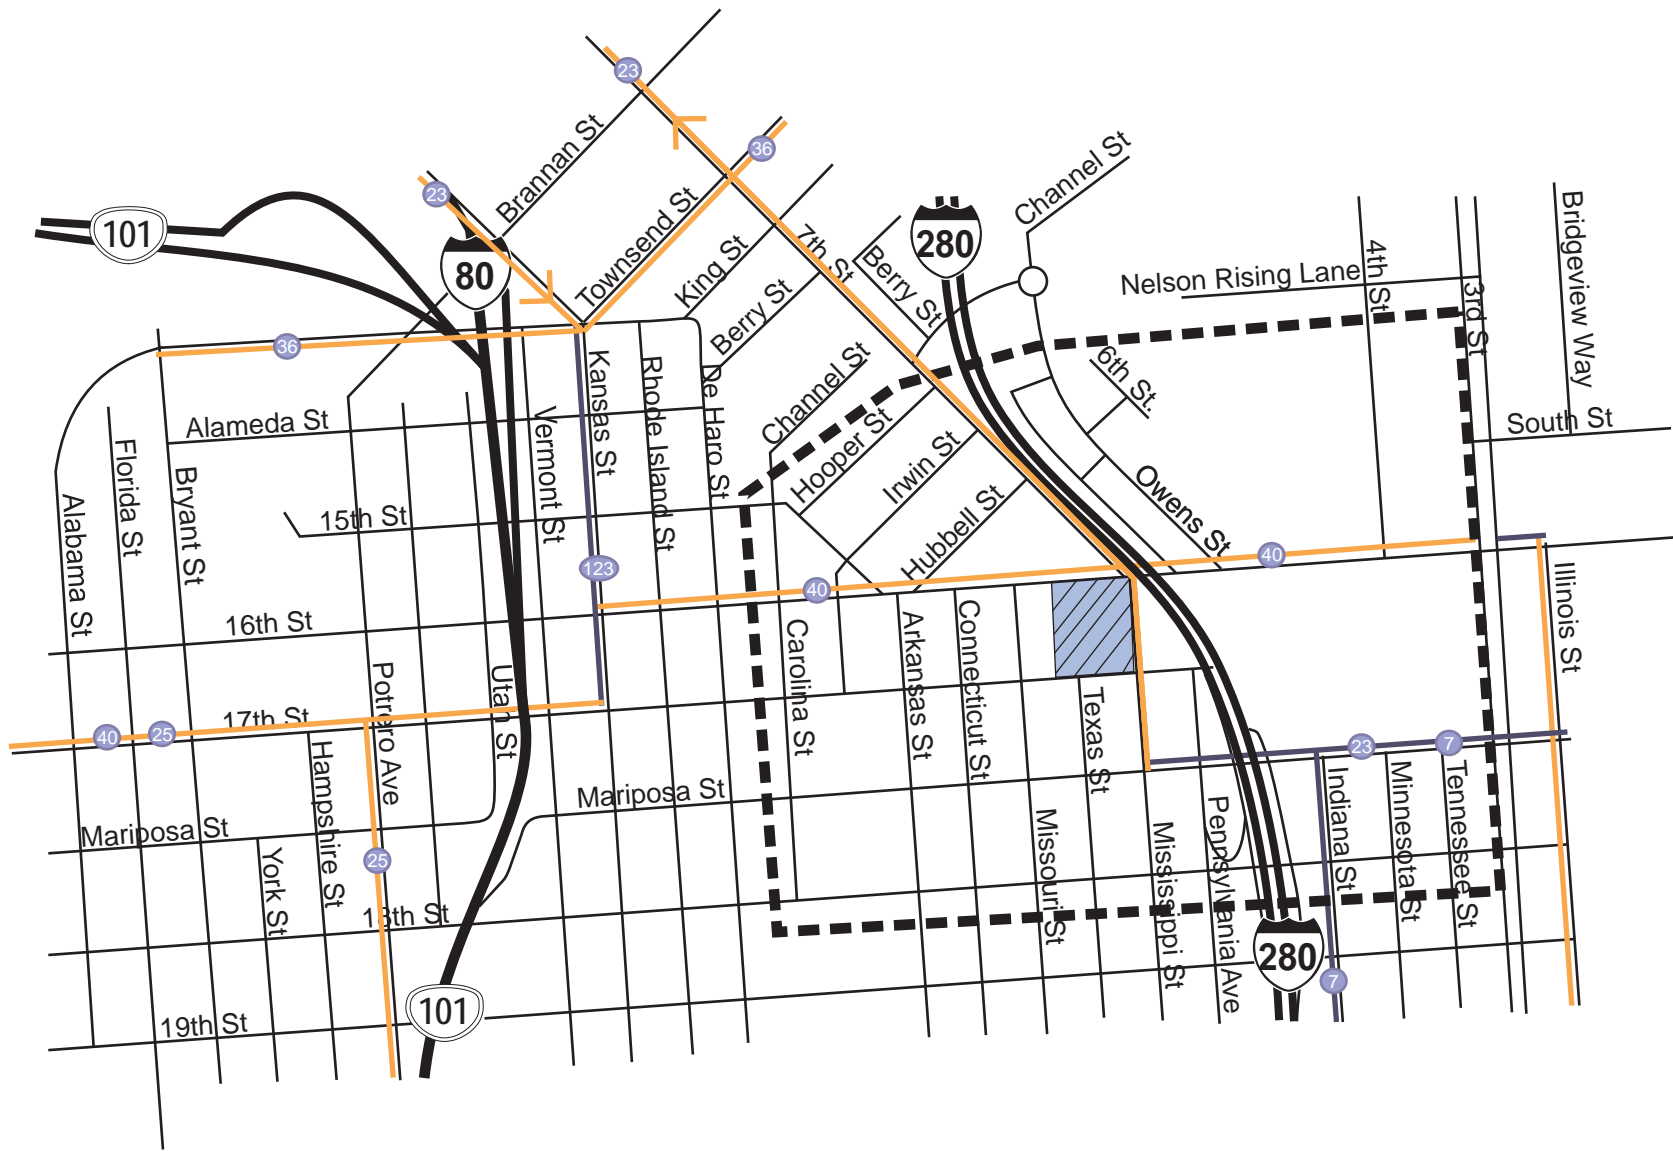 23
Brannan St
36
Channel St
101
23
80
Townsend St
King St
Berry St
7th St
Berry St
280
Nelson Rising Lane
4th St
3rd St
Bridgeview Way
36
Kansas St
Rhode Island St
De Haro St
Channel St
6th St.
South St
Alameda St
Vermont St
Hooper St
Irwin St
Hubbell St
Owens St
Florida St
Bryant St
Alabama St
15th St
123
40
40
16th St
Illinois St
Carolina St
Arkansas St
Connecticut St
Texas St
Potrero Ave
Utah St
17th St
40
25
Hampshire St
23
7
Indiana St
Minnesota St
Tennessee St
Mariposa St
Mariposa St
Missouri St
Mississippi St
Pennsylvania Ave
York St
25
18th St
280
7
101
19th St